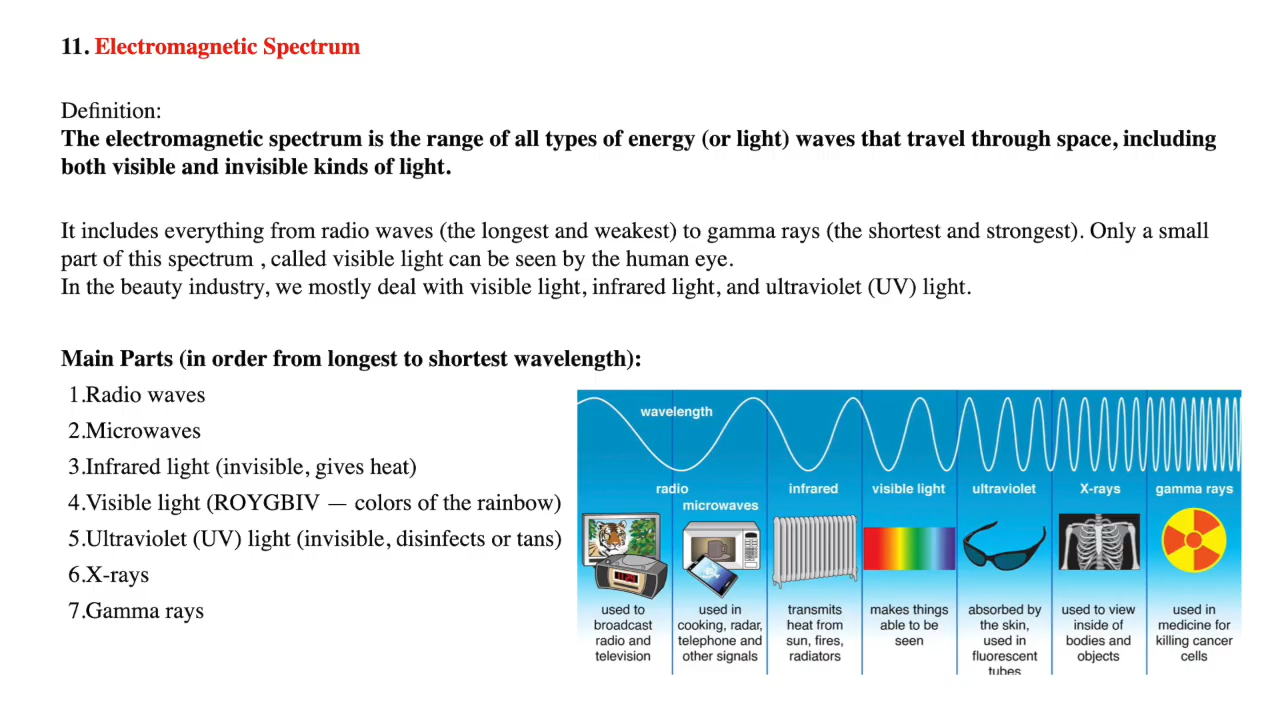 11. Electromagnetic Spectrum
Definition:
The electromagnetic spectrum is the range of all types of energy (or light) waves that travel through space, including
both visible and invisible kinds of light.
It includes everything from radio waves (the longest and weakest) to gamma rays (the shortest and strongest). Only a small
part of this spectrum , called visible light can be seen by the human eye.
In the beauty industry, we mostly deal with visible light, infrared light, and ultraviolet (UV) light.
Main Parts (in order from longest to shortest wavelength):
1.Radio waves
2.Microwaves
3.Infrared light (invisible, gives heat)
4.Visible light (ROYGBIV — colors of the rainbow)
5.Ultraviolet (UV) light (invisible, disinfects or tans)
6.X-rays
7.Gamma rays
wavelength
radio
microwaves
infrared
visible light
ultraviolet
X-rays
gamma rays
used to
broadcast
radio and
television
used in
cooking, radar,
telephone and
other signals
transmits
heat from
sun, fires,
radiators
makes things
able to be
seen
absorbed by
the skin,
used in
fluorescent
tubes
used to view
inside of
bodies and
objects
used in
medicine for
killing cancer
cells